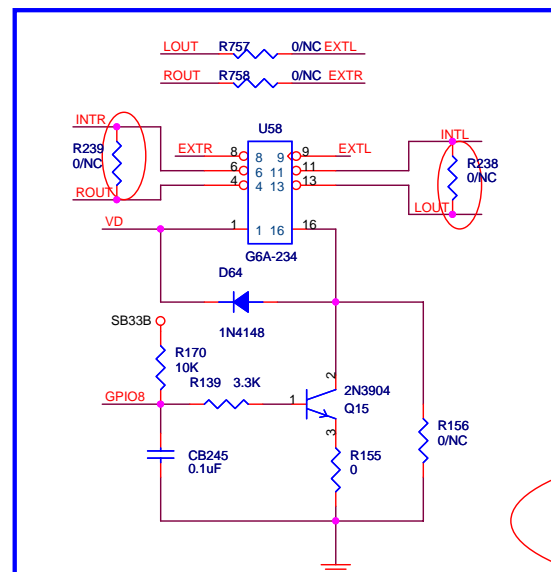 LOUT R757 0/NC EXTL
ROUT R758 0/NC EXTR
U58
INTR
INTL
R239
0/NC
EXTR 8 8 9 9 EXTL
6 6 11 11
4 4 13 13
R238
0/NC
ROUT
LOUT
VD 1 1 16 16
G6A-234
D64
1N4148
SB33B
R170
10K
R139 3.3K
2
2N3904
GPIO8
1
Q15
3
R156
0/NC
CB245
0.1uF
R155
0